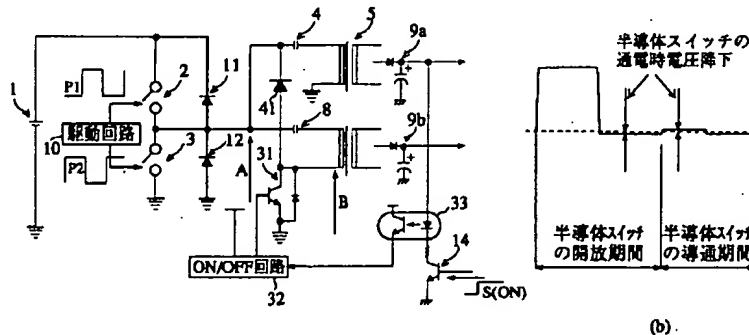 4
5
9a
P1
2
11
1
41
8
駆動回路
12
9b
10
3
31
P2
A
B
33
14
ON/OFF回路
S(ON)
32
半導体スイッチの
通電時電圧降下
半導体スイッチ
の開放期間
半導体スイッチ
の導通期間
(b)